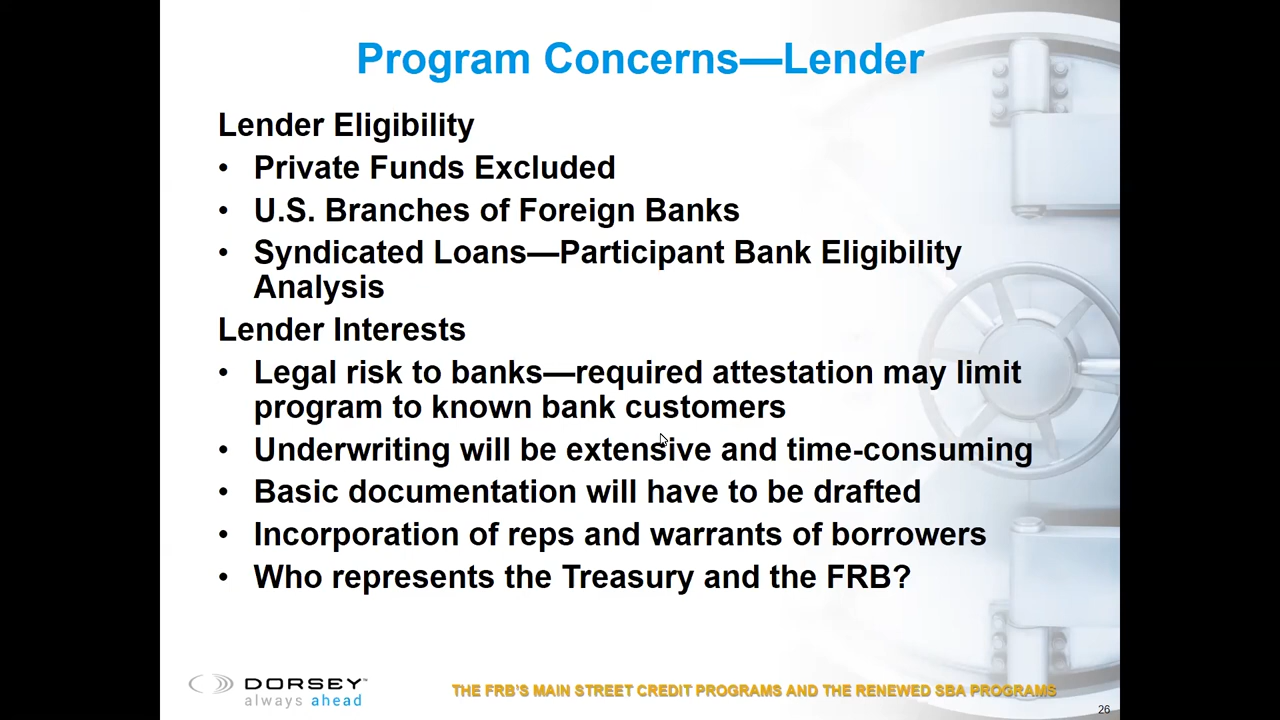 Program Concerns—Lender
Lender Eligibility
• Private Funds Excluded
• U.S. Branches of Foreign Banks
• Syndicated Loans—Participant Bank Eligibility
Analysis
Lender Interests
• Legal risk to banks—required attestation may limit
program to known bank customers
• Underwriting will be extensive and time-consuming
• Basic documentation will have to be drafted
• Incorporation of reps and warrants of borrowers
• Who represents the Treasury and the FRB?
DORSEY™
always ahead
THE FRB'S MAIN STREET CREDIT PROGRAMS AND THE RENEWED SBA PROGRAMS
26